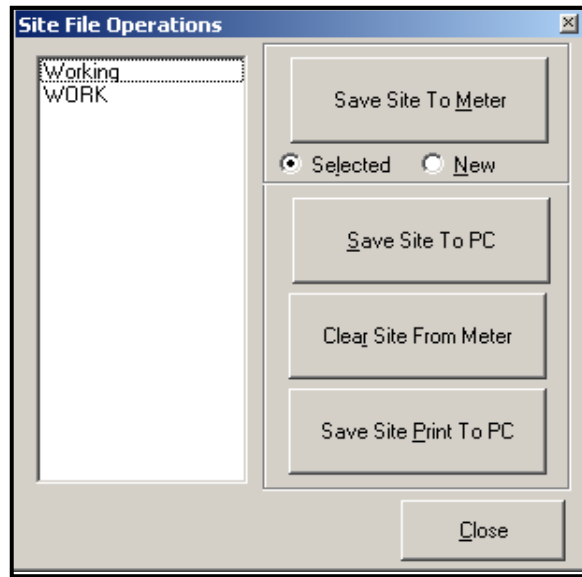 Site File Operations
Working
WORK
Save Site To Meter
Selected
New
Save Site To PC
Clear Site From Meter
Save Site Print To PC
Close